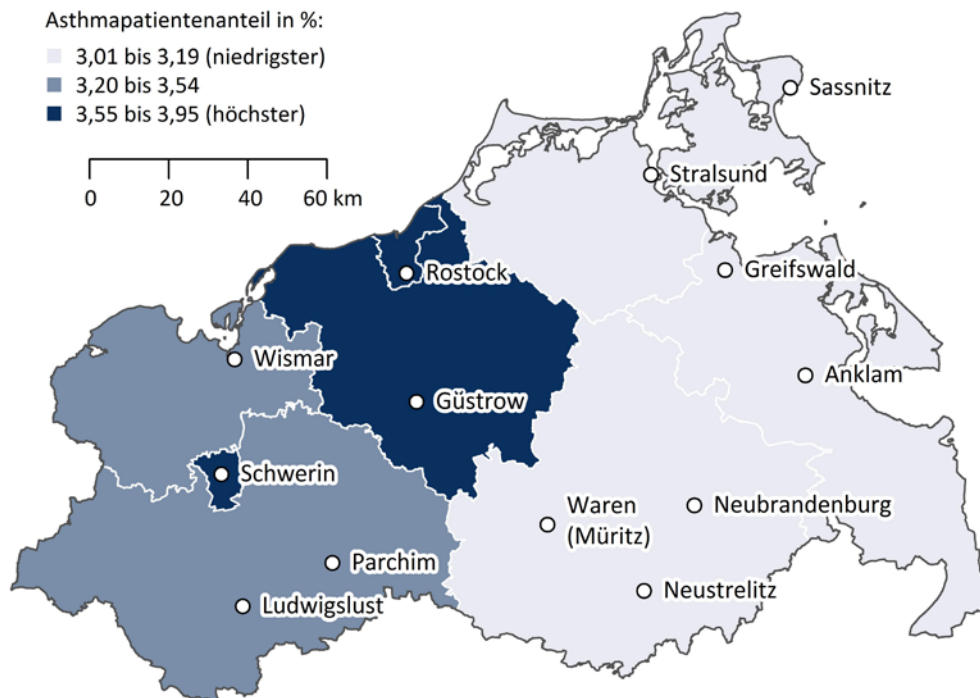 Asthmapatientenanteil in %:
3,01 bis 3,19 (niedrigster)
3,20 bis 3,54
3,55 bis 3,95 (höchster)
0 20 40 60 km
Sassnitz
Stralsund
Greifswald
Rostock
Wismar
Anklam
Güstrow
Schwerin
Waren
(Müritz)
Neubrandenburg
Parchim
Neustrelitz
Ludwigslust